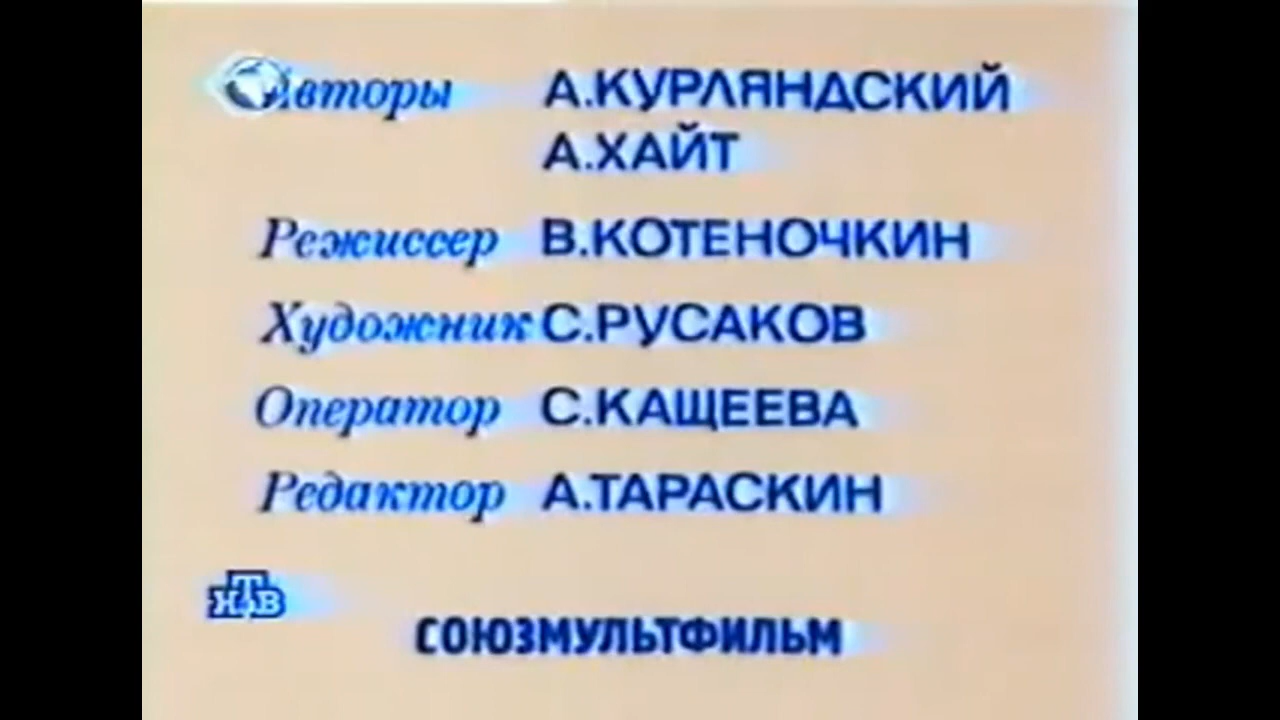 Авторы А.КУРЛЯНДСКИЙ
А.ХАЙТ
Режиссер В.КОТЕНОЧКИН
Художник С.РУСАКОВ
Оператор С.КАЩЕЕВА
Редактор А.ТАРАСКИН
НТВ
СОЮЗМУЛЬТФИЛЬМ